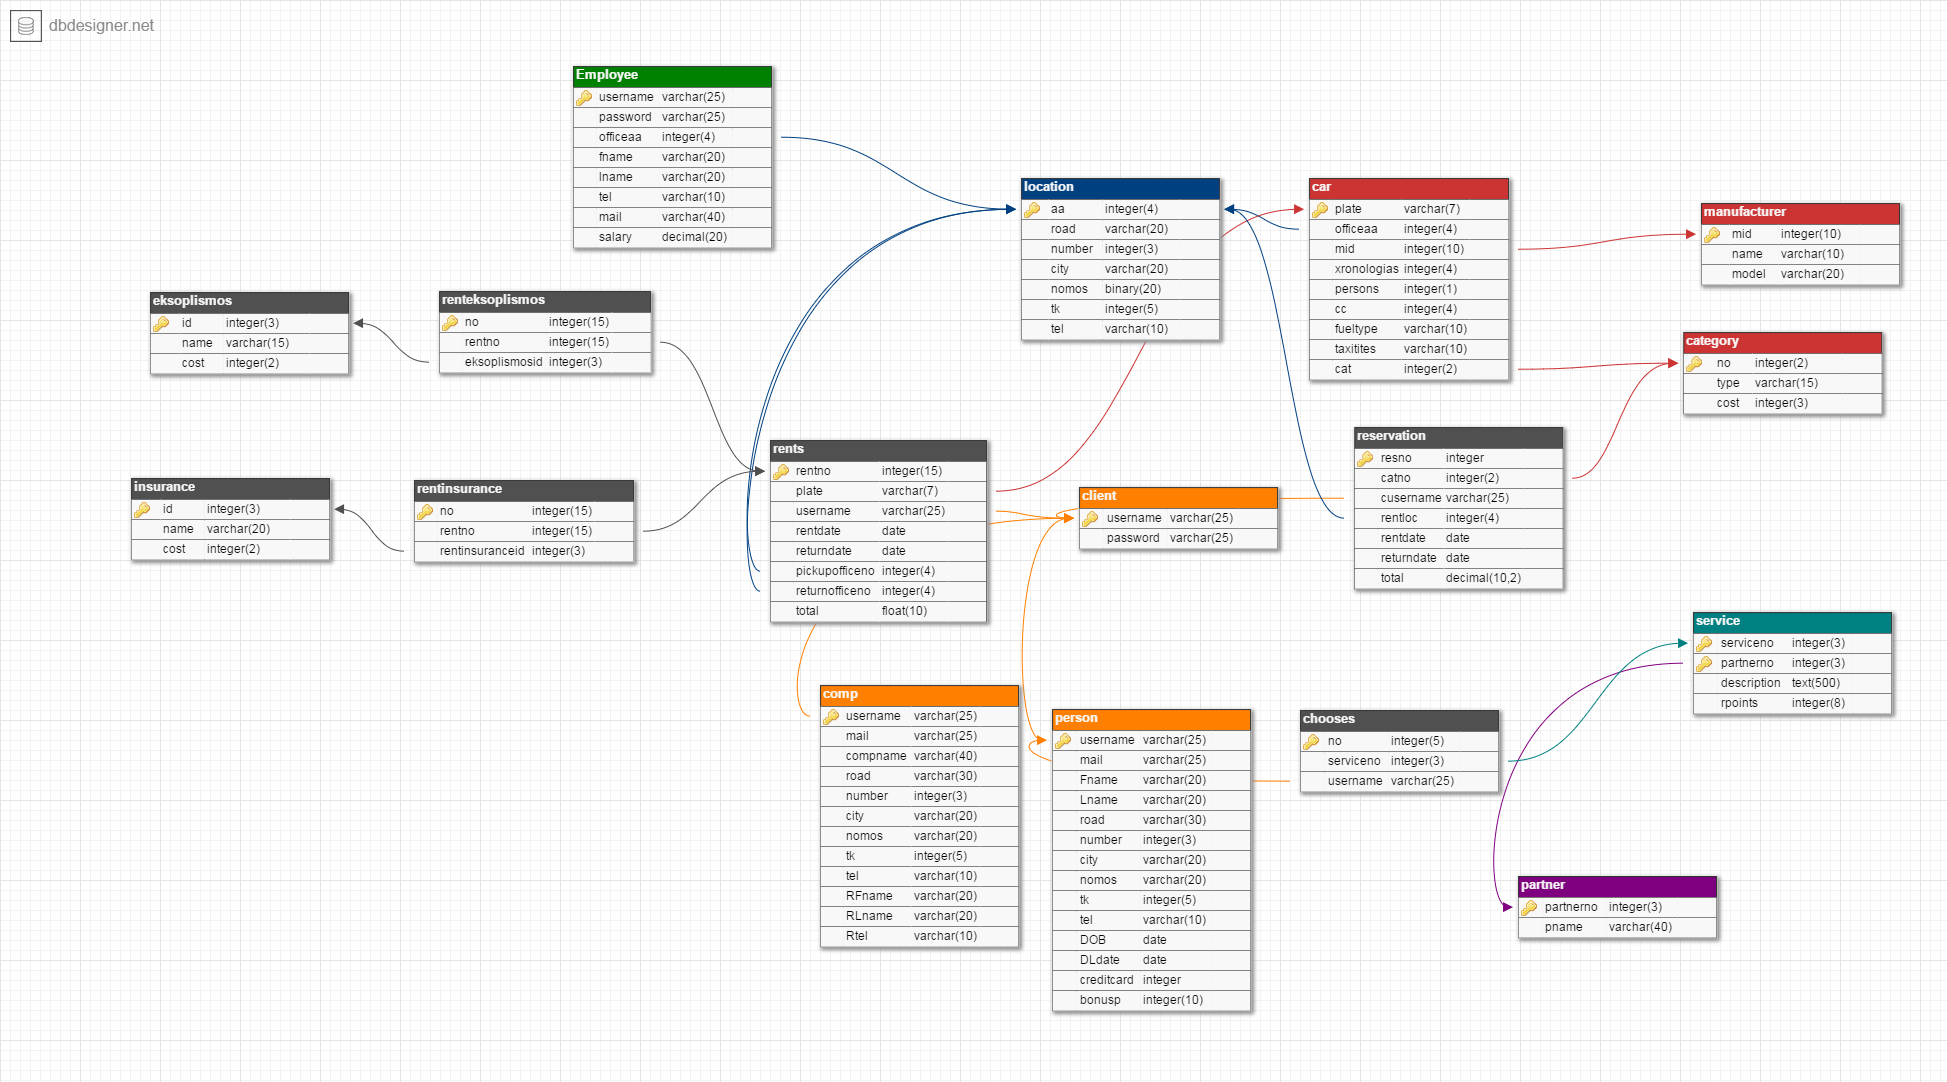 dbdesigner.net
Employee
username varchar(25)
password varchar(25)
officeaa integer(4)
fname varchar(20)
lname varchar(20)
tel varchar(10)
mail varchar(40)
salary decimal(20)
location
aa integer(4)
road varchar(20)
number integer(3)
city varchar(20)
nomos binary(20)
tk integer(5)
tel varchar(10)
car
plate varchar(7)
officeaa integer(4)
mid integer(10)
xronologias integer(4)
persons integer(1)
cc integer(4)
fueltype varchar(10)
taxitites varchar(10)
cat integer(2)
manufacturer
mid integer(10)
name varchar(10)
model varchar(20)
eksoplismos
id integer(3)
name varchar(15)
cost integer(2)
renteksoplismos
no integer(15)
rentno integer(15)
eksoplismosid integer(3)
category
no integer(2)
type varchar(15)
cost integer(3)
insurance
id integer(3)
name varchar(20)
cost integer(2)
rentinsurance
no integer(15)
rentno integer(15)
rentinsuranceid integer(3)
rents
rentno integer(15)
plate varchar(7)
username varchar(25)
rentdate date
returndate date
pickupofficeno integer(4)
returnofficeno integer(4)
total float(10)
client
username varchar(25)
password varchar(25)
reservation
resno integer
catno integer(2)
cusername varchar(25)
rentloc integer(4)
rentdate date
returndate date
total decimal(10,2)
service
serviceno integer(3)
partnerno integer(3)
description text(500)
rpoints integer(8)
comp
username varchar(25)
mail varchar(25)
compname varchar(40)
road varchar(30)
number integer(3)
city varchar(20)
nomos varchar(20)
tk integer(5)
tel varchar(10)
RFname varchar(20)
RLname varchar(20)
Rtel varchar(10)
person
username varchar(25)
mail varchar(25)
Fname varchar(20)
Lname varchar(20)
road varchar(30)
number integer(3)
city varchar(20)
nomos varchar(20)
tk integer(5)
tel varchar(10)
DOB date
DLdate date
creditcard integer
bonusp integer(10)
chooses
no integer(5)
serviceno integer(3)
username varchar(25)
partner
partnerno integer(3)
pname varchar(40)